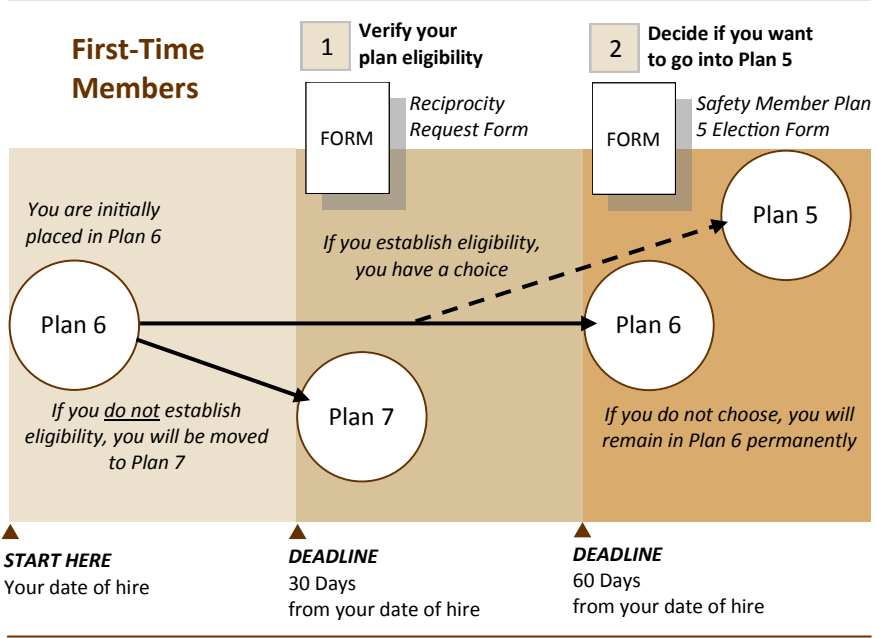 First-Time
Members
1
Verify your
plan eligibility
2
Decide if you want
to go into Plan 5
FORM
Reciprocity
Request Form
FORM
Safety Member Plan
5 Election Form
You are initially
placed in Plan 6
If you establish eligibility,
you have a choice
Plan 5
Plan 6
Plan 6
Plan 7
If you do not establish
eligibility, you will be moved
to Plan 7
If you do not choose, you will
remain in Plan 6 permanently
START HERE
Your date of hire
DEADLINE
30 Days
from your date of hire
DEADLINE
60 Days
from your date of hire